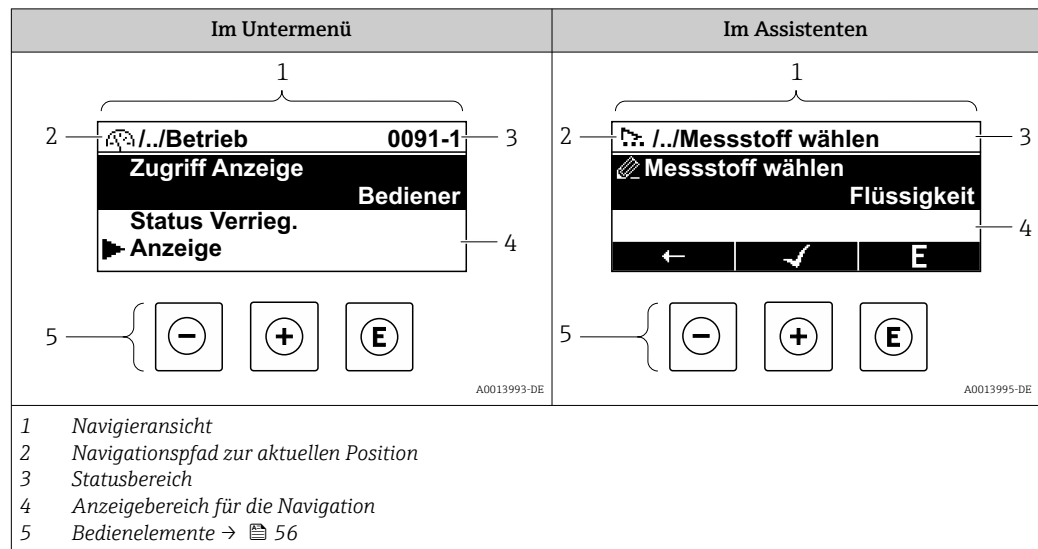 Im Untermenü
Im Assistenten
1
1
2
/../Betrieb 0091-1
3
Zugriff Anzeige
Bediener
Status Verrieg.
Anzeige
4
2
/../Messstoff wählen
3
Messstoff wählen
Flüssigkeit
4
E
5
E
A0013993-DE
5
E
A0013995-DE
1 Navigieransicht
2 Navigationspfad zur aktuellen Position
3 Statusbereich
4 Anzeigebereich für die Navigation
5 Bedienelemente → 56